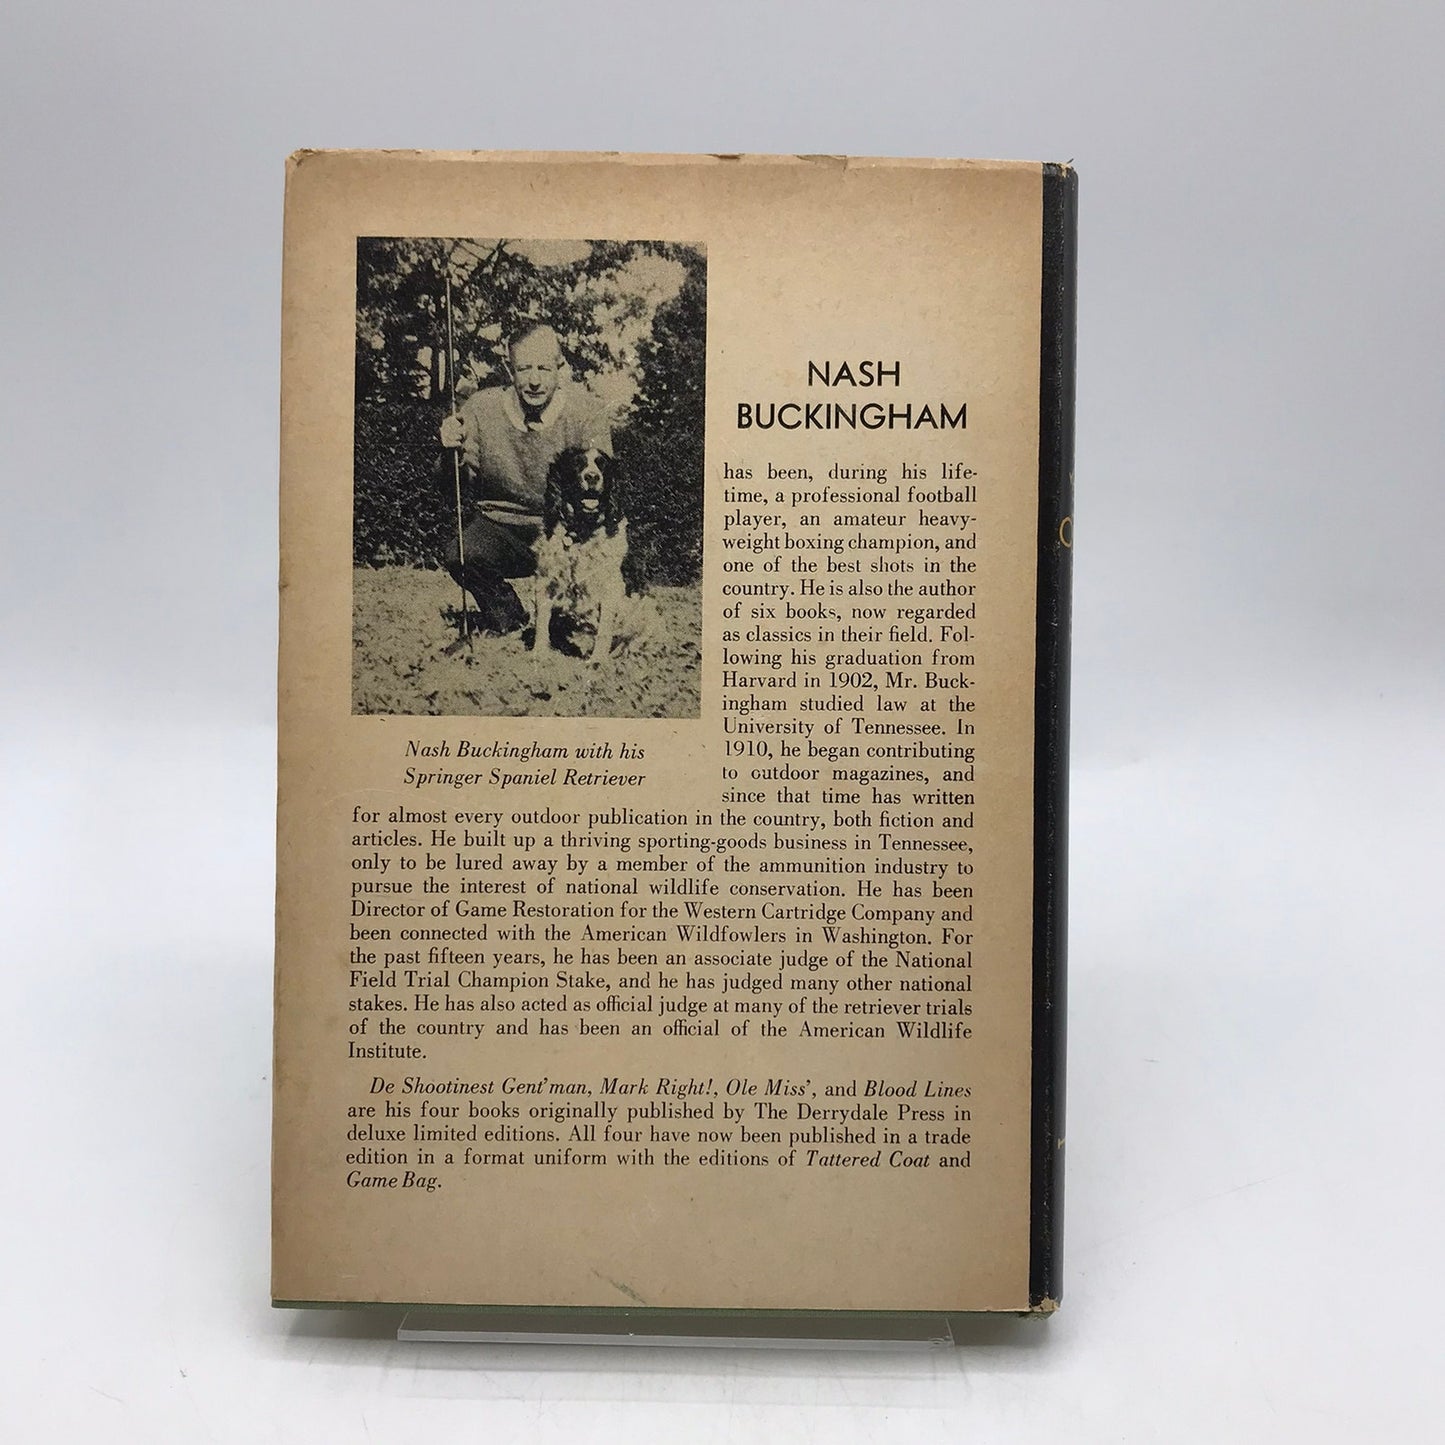 NASH
BUCKINGHAM
has been, during his life-
time, a professional football
player, an amateur heavy-
weight boxing champion, and
one of the best shots in the
country. He is also the author
of six books, now regarded
as classics in their field. Fol-
lowing his graduation from
Harvard in 1902, Mr. Buck-
ingham studied law at the
University of Tennessee. In
1910, he began contributing
to outdoor magazines, and
since that time has written
Nash Buckingham with his
Springer Spaniel Retriever
for almost every outdoor publication in the country, both fiction and
articles. He built up a thriving sporting-goods business in Tennessee,
only to be lured away by a member of the ammunition industry to
pursue the interest of national wildlife conservation. He has been
Director of Game Restoration for the Western Cartridge Company and
been connected with the American Wildfowlers in Washington. For
the past fifteen years, he has been an associate judge of the National
Field Trial Champion Stake, and he has judged many other national
stakes. He has also acted as official judge at many of the retriever trials
of the country and has been an official of the American Wildlife
Institute.
De Shootinest Gent'man, Mark Right!, Ole Miss', and Blood Lines
are his four books originally published by The Derrydale Press in
deluxe limited editions. All four have now been published in a trade
edition in a format uniform with the editions of Tattered Coat and
Game Bag.